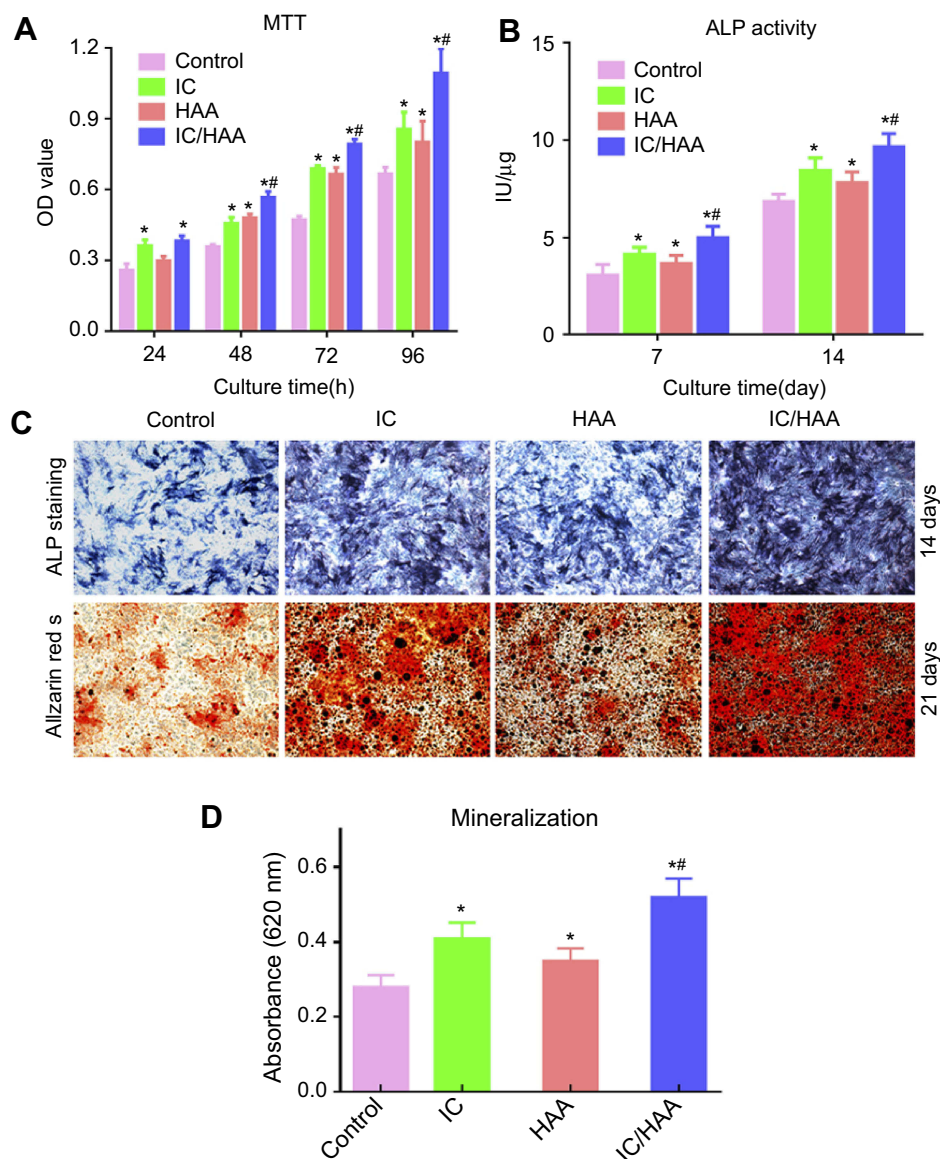 A
MTT
Control
IC
HAA
IC/HAA
OD value
1.2
0.9
0.6
0.3
0.0
*
*
*
*
*#
*
*
*#
*
*
*#
24
48
72
96
Culture time(h)
B
ALP activity
Control
IC
HAA
IC/HAA
IU/μg
15
10
5
0
*
*
*#
*
*
*#
7
14
Culture time(day)
C
Control
IC
HAA
IC/HAA
ALP staining
14 days
Allzarin red s
21 days
D
Mineralization
Absorbance (620 nm)
0.6
0.4
0.2
0.0
*
*
*#
Control
IC
HAA
IC/HAA